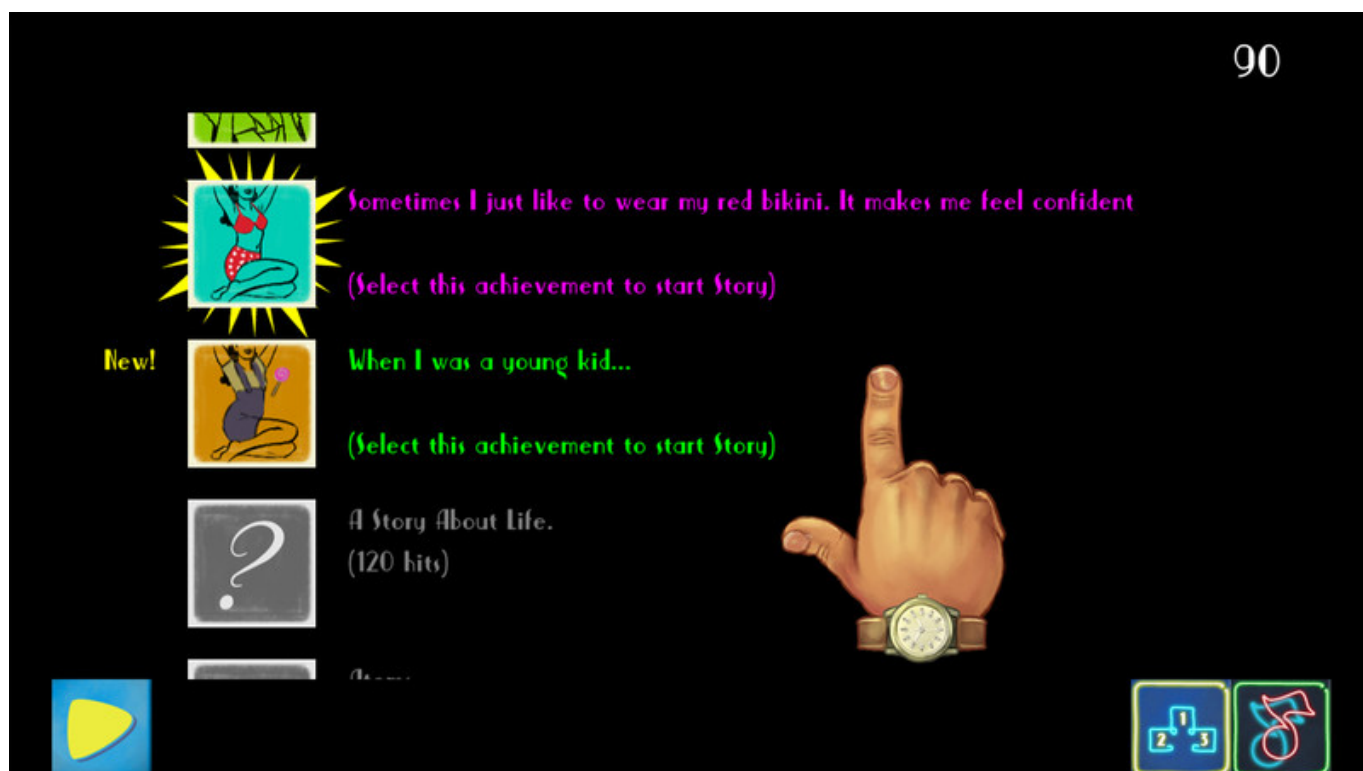 90
Sometimes I just like to wear my red bikini. It makes me feel confident
(Select this achievement to start Story)
New!
When I was a young kid...
(Select this achievement to start Story)
?
A Story About Life.
(120 hits)
1
2 3